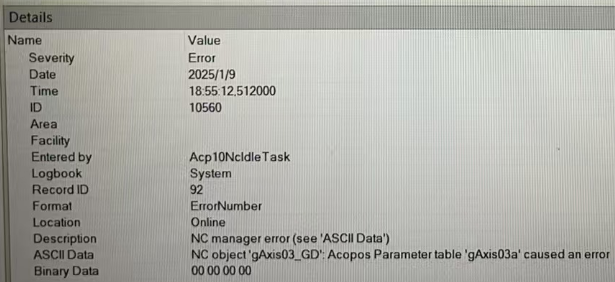 Details
Name Value
Severity Error
Date 2025/1/9
Time 18:55:12,512000
ID 10560
Area
Facility
Entered by Acp10NcIdleTask
Logbook System
Record ID 92
Format ErrorNumber
Location Online
Description NC manager error (see 'ASCII Data')
ASCII Data NC object 'gAxis03_GD': Acopos Parameter table 'gAxis03a' caused an error
Binary Data 00 00 00 00